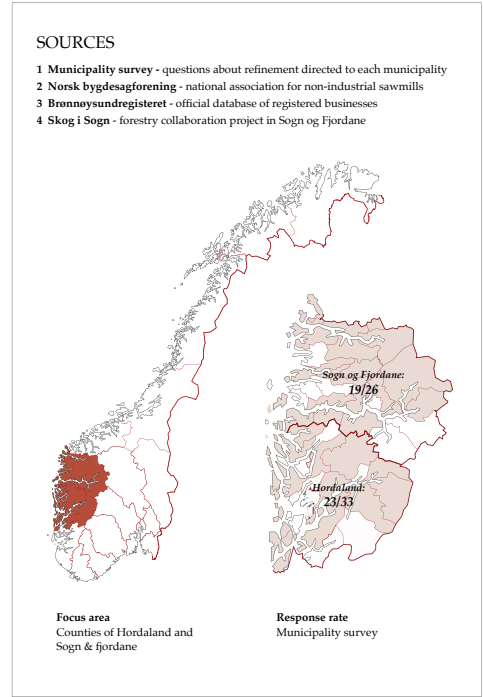 SOURCES
1 Municipality survey - questions about refinement directed to each municipality
2 Norsk bygdesagforening - national association for non-industrial sawmills
3 Brønnøysundregisteret - official database of registered businesses
4 Skog i Sogn - forestry collaboration project in Sogn og Fjordane
Sogn og Fjordane:
19/26
Hordaland:
23/33
Focus area
Counties of Hordaland and
Sogn & fjordane
Response rate
Municipality survey